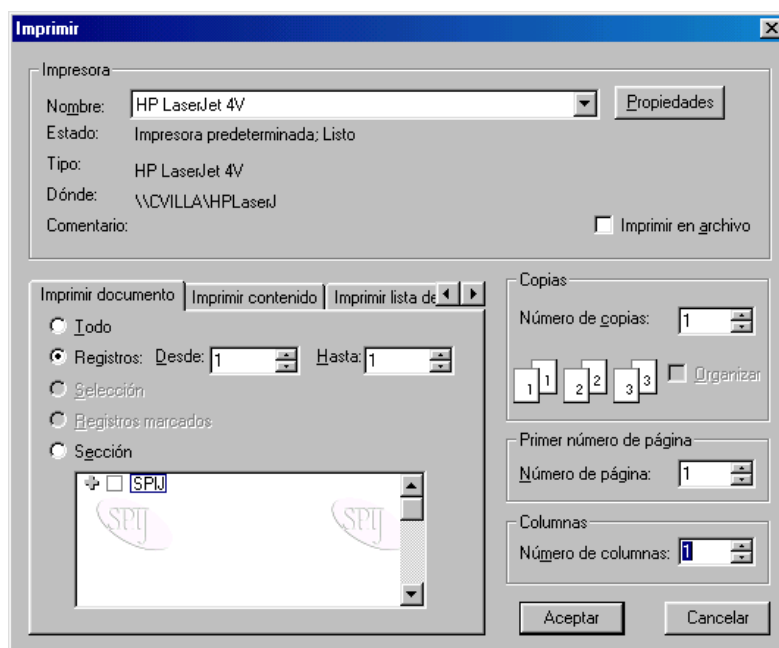 Imprimir
Impresora
Nombre: HP LaserJet 4V Propiedades
Estado: Impresora predeterminada; Listo
Tipo: HP LaserJet 4V
Dónde: \\CVILLA\HPLaserJ
Comentario: Imprimir en archivo
Imprimir documento Imprimir contenido Imprimir lista de
Todo
Registros: Desde: 1 Hasta: 1
Selección
Registros marcados
Sección
SPIJ
SPIJ SPIJ
Copias
Número de copias: 1
1 1 2 2 3 3 Organizar
Primer número de página
Número de página: 1
Columnas
Número de columnas: 1
Aceptar Cancelar